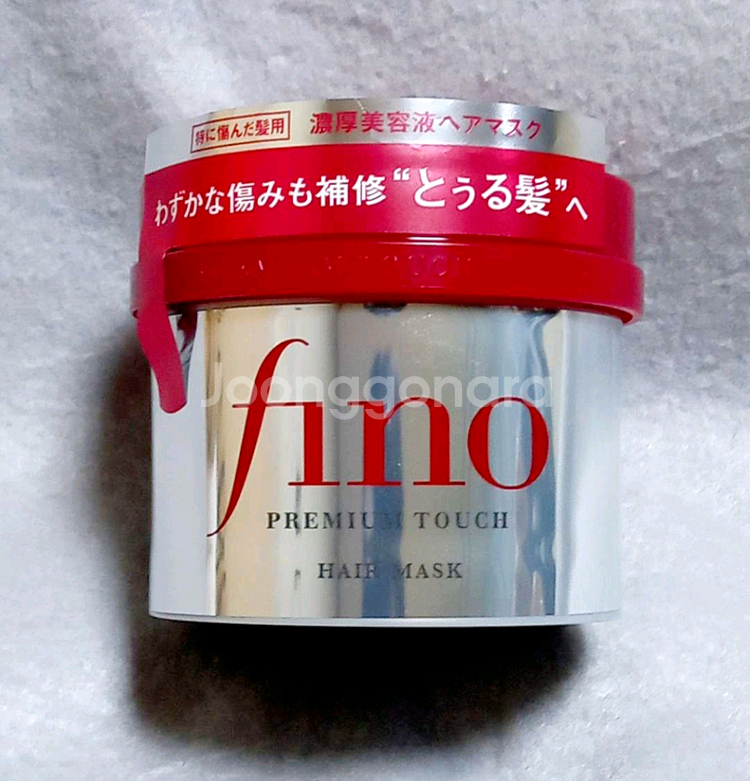 特に傷んだ髪用 濃厚美容液ヘアマスク
わずかな傷みも補修“とぅる髪”へ
Joonggonara
fino
PREMIUM TOUCH
HAIR MASK